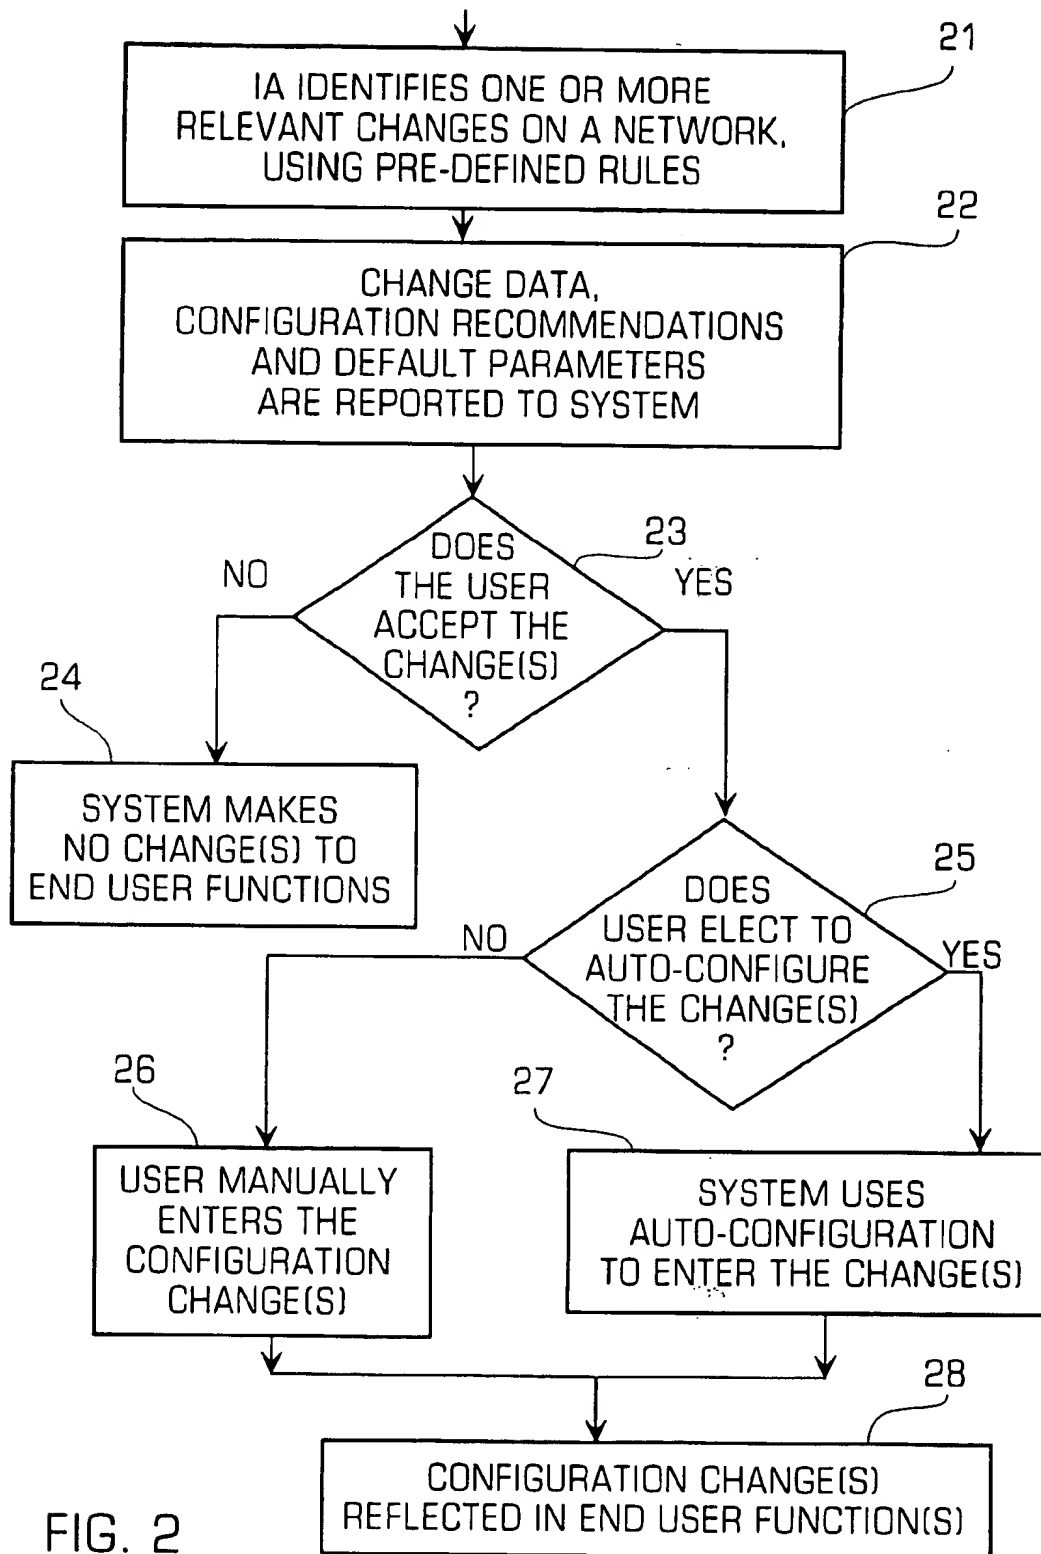 21
IA IDENTIFIES ONE OR MORE
RELEVANT CHANGES ON A NETWORK,
USING PRE-DEFINED RULES
22
CHANGE DATA,
CONFIGURATION RECOMMENDATIONS
AND DEFAULT PARAMETERS
ARE REPORTED TO SYSTEM
23
DOES
THE USER
ACCEPT THE
CHANGE(S)
?
NO
YES
24
SYSTEM MAKES
NO CHANGE(S) TO
END USER FUNCTIONS
25
DOES
USER ELECT TO
AUTO-CONFIGURE
THE CHANGE(S)
?
NO
YES
26
USER MANUALLY
ENTERS THE
CONFIGURATION
CHANGE(S)
27
SYSTEM USES
AUTO-CONFIGURATION
TO ENTER THE CHANGE(S)
28
CONFIGURATION CHANGE(S)
REFLECTED IN END USER FUNCTION(S)
FIG. 2